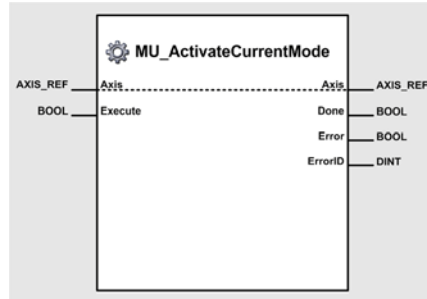 MU_ActivateCurrentMode
AXIS_REF Axis Axis AXIS_REF
BOOL Execute Done BOOL
Error BOOL
ErrorID DINT